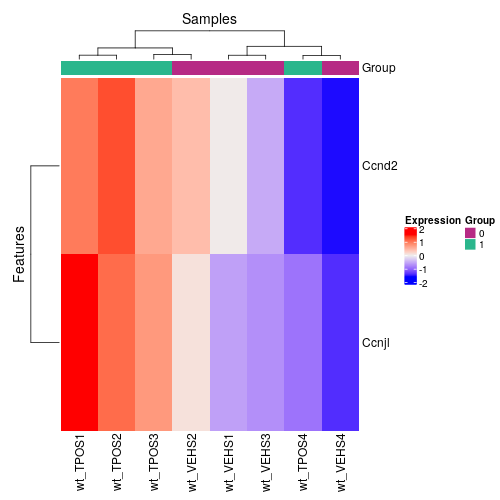 Samples
Group
Ccnd2
Ccnjl
Features
wt_TPOS1
wt_TPOS2
wt_TPOS3
wt_VEHS2
wt_VEHS1
wt_VEHS3
wt_TPOS4
wt_VEHS4
Expression
2
1
0
-1
-2
Group
0
1